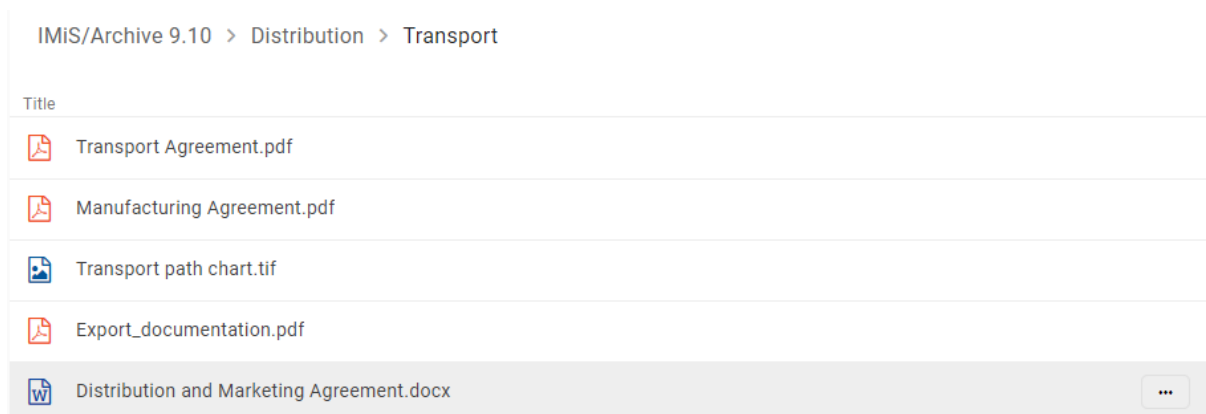 IMiS/Archive 9.10 > Distribution > Transport
Title
Transport Agreement.pdf
Manufacturing Agreement.pdf
Transport path chart.tif
Export_documentation.pdf
W Distribution and Marketing Agreement.docx ...